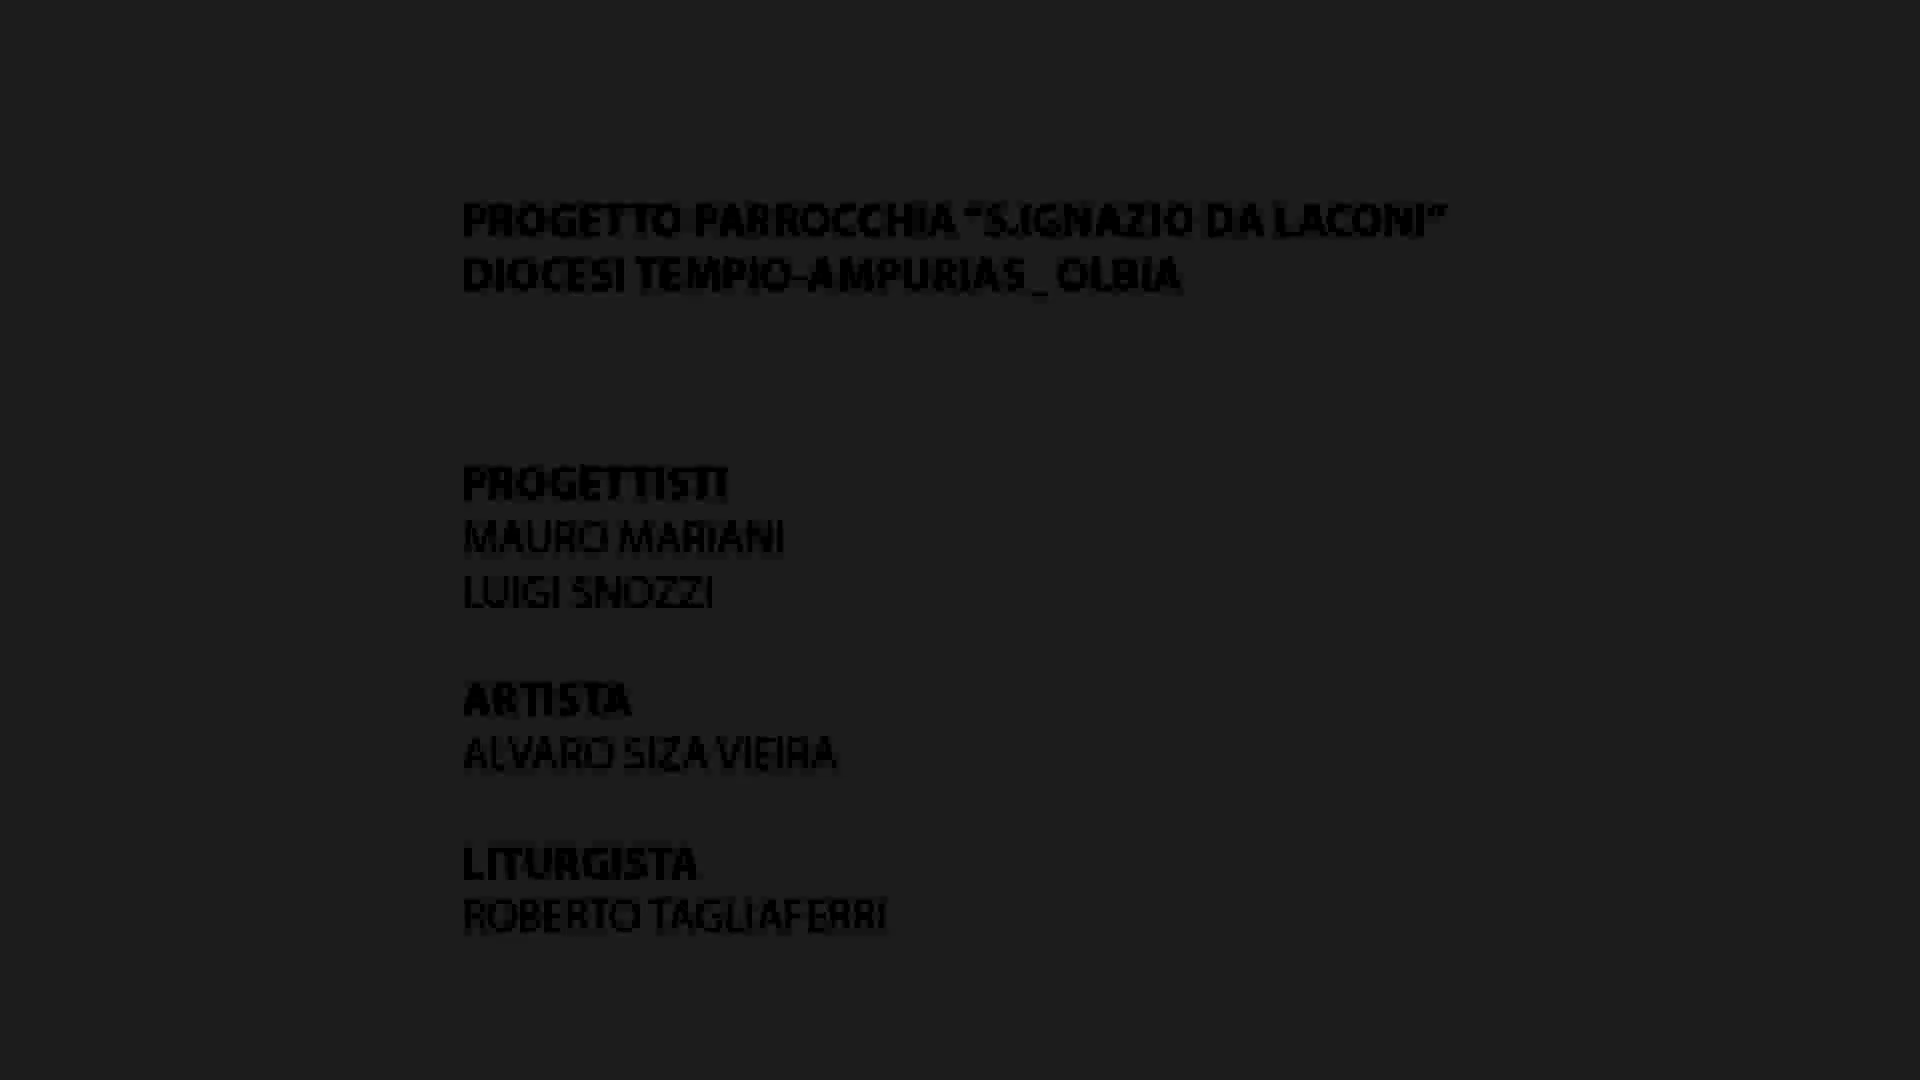 PROGETTO PARROCCHIA "S.IGNAZIO DA LACONI"
DIOCESI TEMPIO-AMPURIAS_ OLBIA
PROGETTISTI
MAURO MARIANI
LUIGI SNOZZI
ARTISTA
ALVARO SIZA VIEIRA
LITURGISTA
ROBERTO TAGLIAFERRI